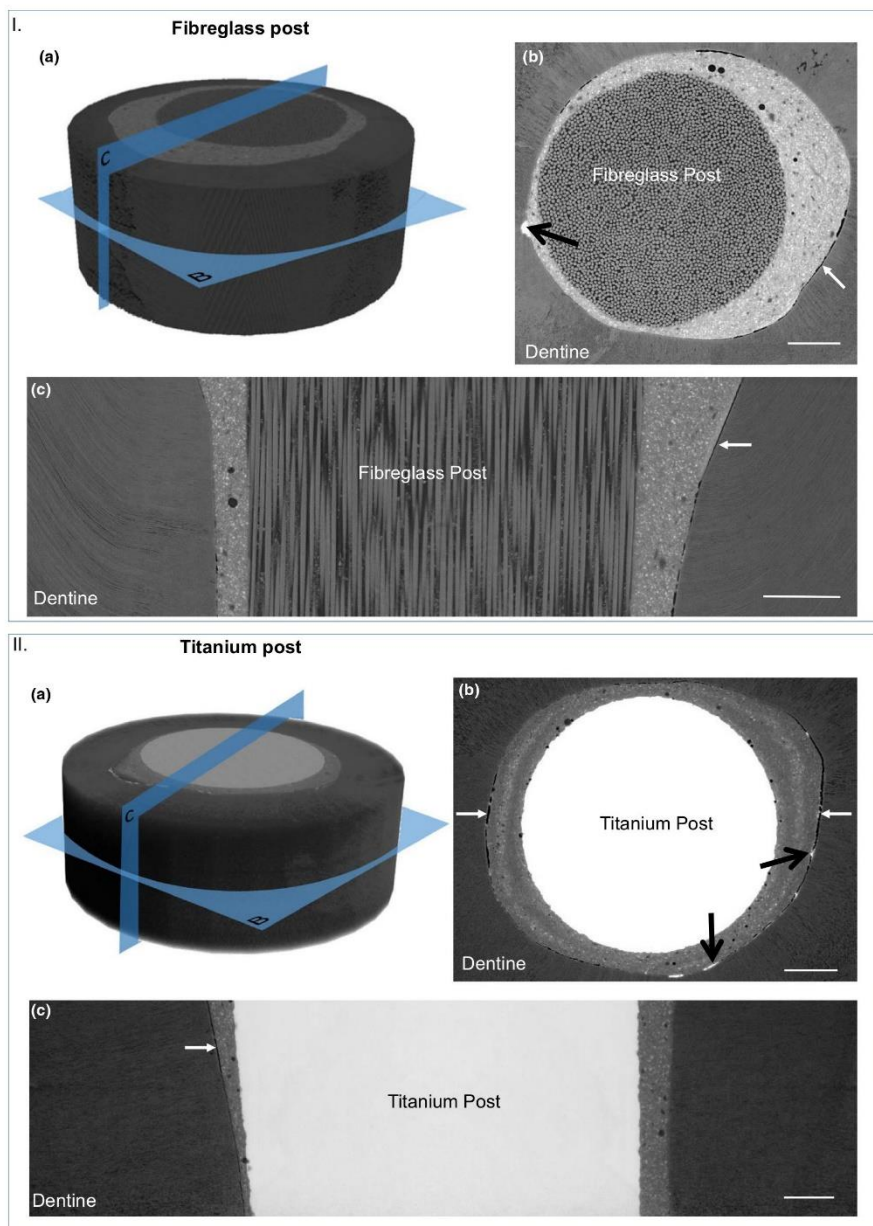 I.
Fibreglass post
(a)
C
B
(b)
Fibreglass Post
Dentine
(c)
Fibreglass Post
Dentine
II.
Titanium post
(a)
C
B
(b)
Titanium Post
Dentine
(c)
Titanium Post
Dentine